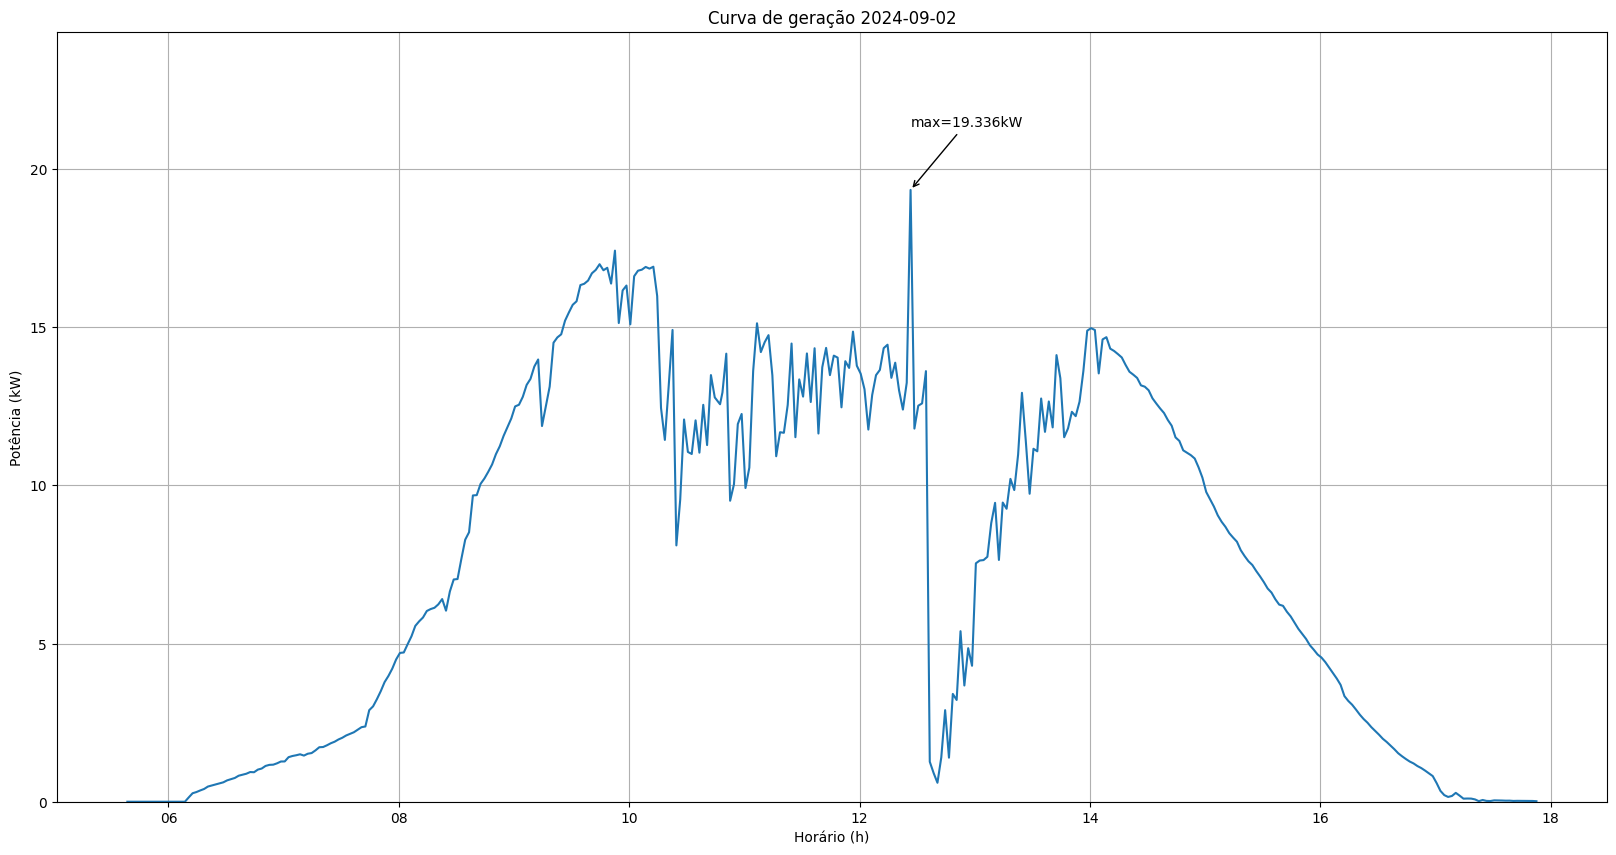 Curva de geração 2024-09-02
max=19.336kW
20
15
10
5
0
Potência (kW)
06 08 10 12 14 16 18
Horário (h)